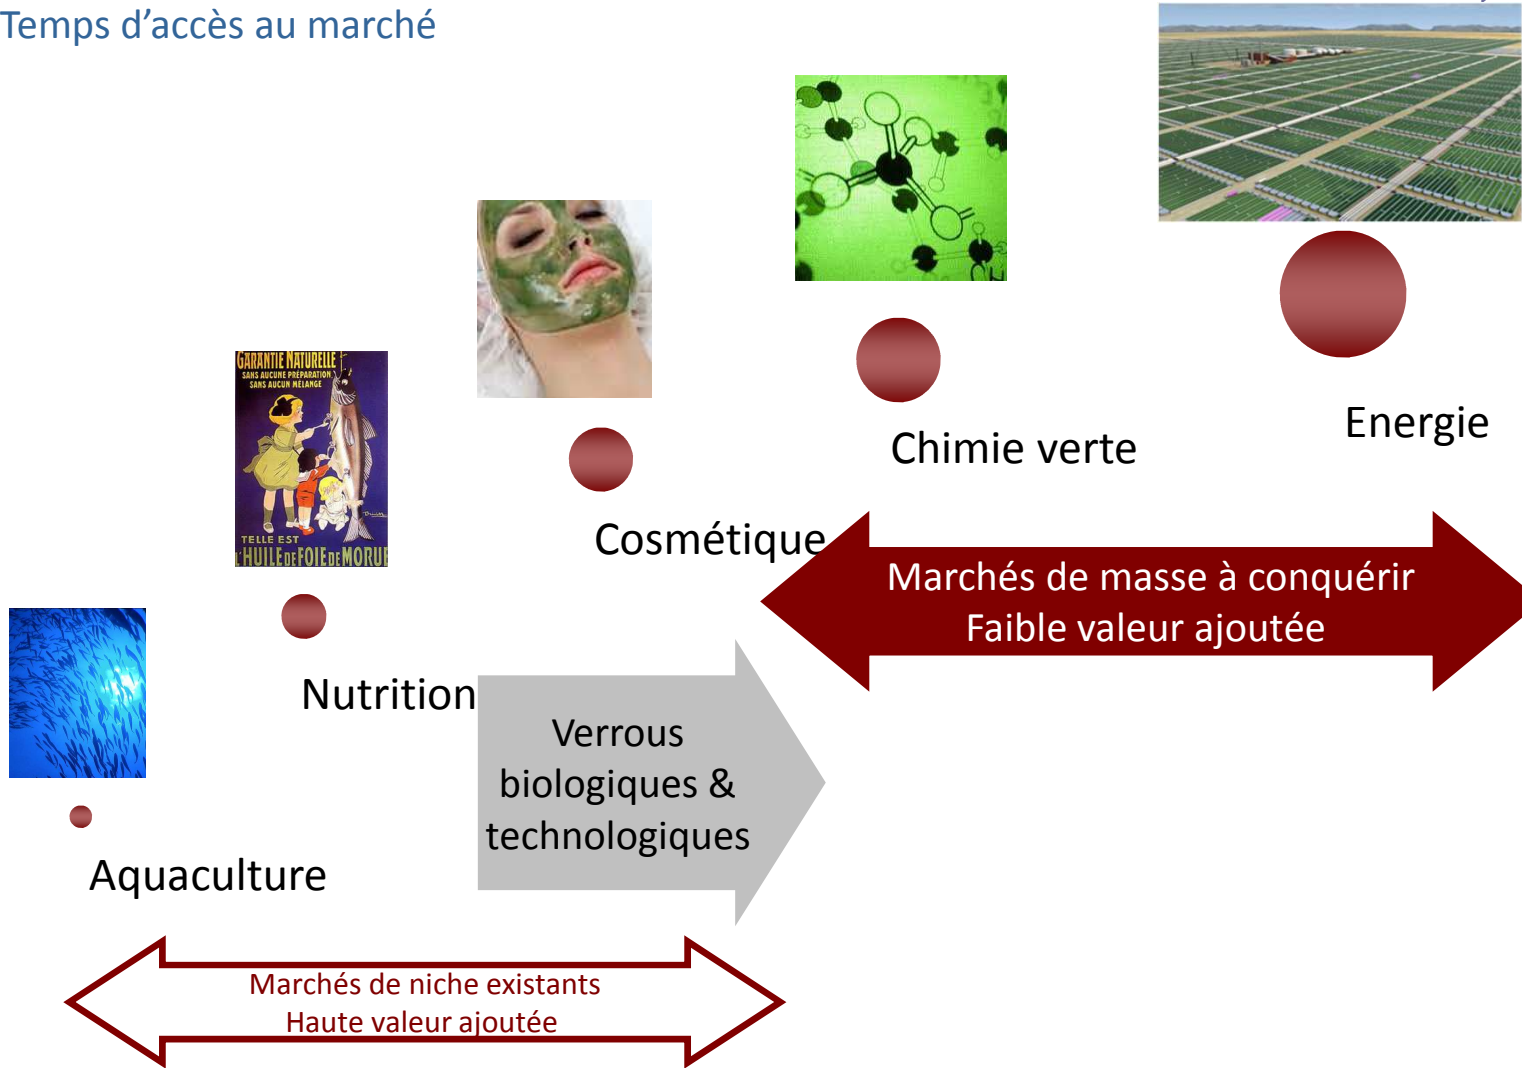 Temps d’accès au marché
GARANTIE NATURELLE
SANS AUCUNE PRÉPARATION
SANS AUCUN MÉLANGE
TELLE EST
L'HUILE DE FOIE DE MORUE
Energie
Chimie verte
Cosmétique
Marchés de masse à conquérir
Faible valeur ajoutée
Nutrition
Verrous
biologiques &
technologiques
Aquaculture
Marchés de niche existants
Haute valeur ajoutée